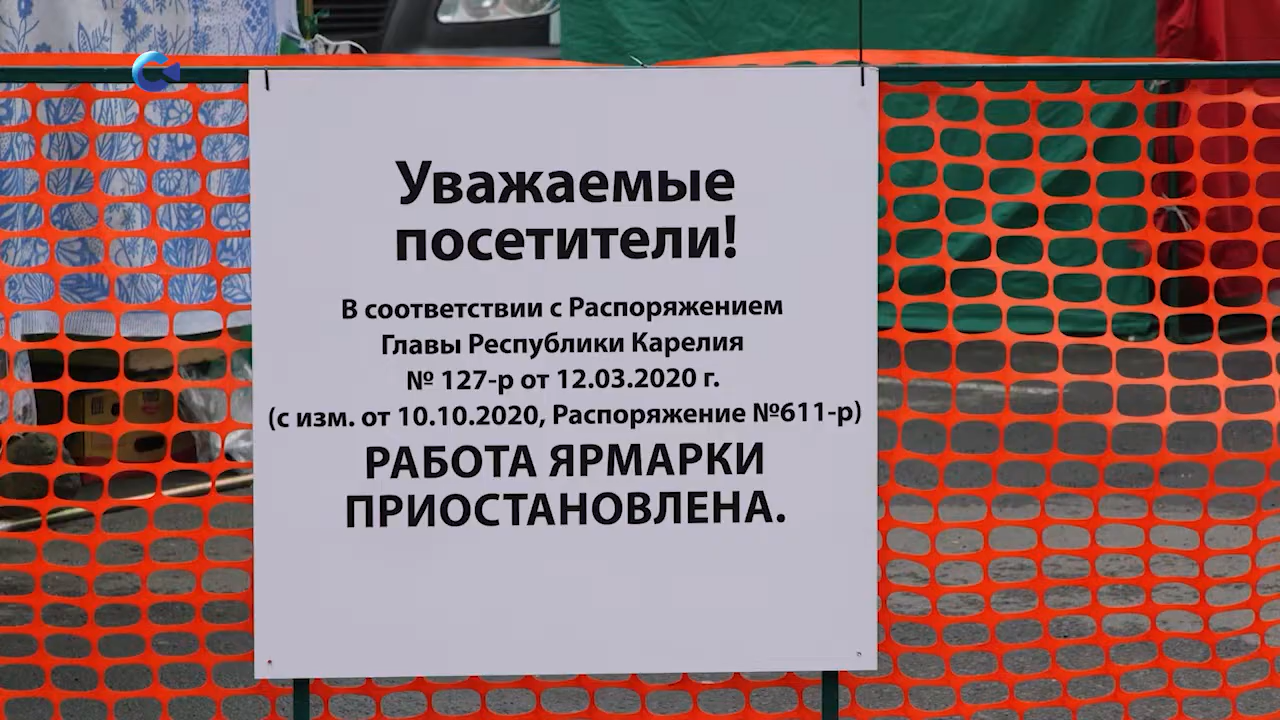 Уважаемые
посетители!
В соответствии с Распоряжением
Главы Республики Карелия
№ 127-р от 12.03.2020 г.
(с изм. от 10.10.2020, Распоряжение №611-р)
РАБОТА ЯРМАРКИ
ПРИОСТАНОВЛЕНА.